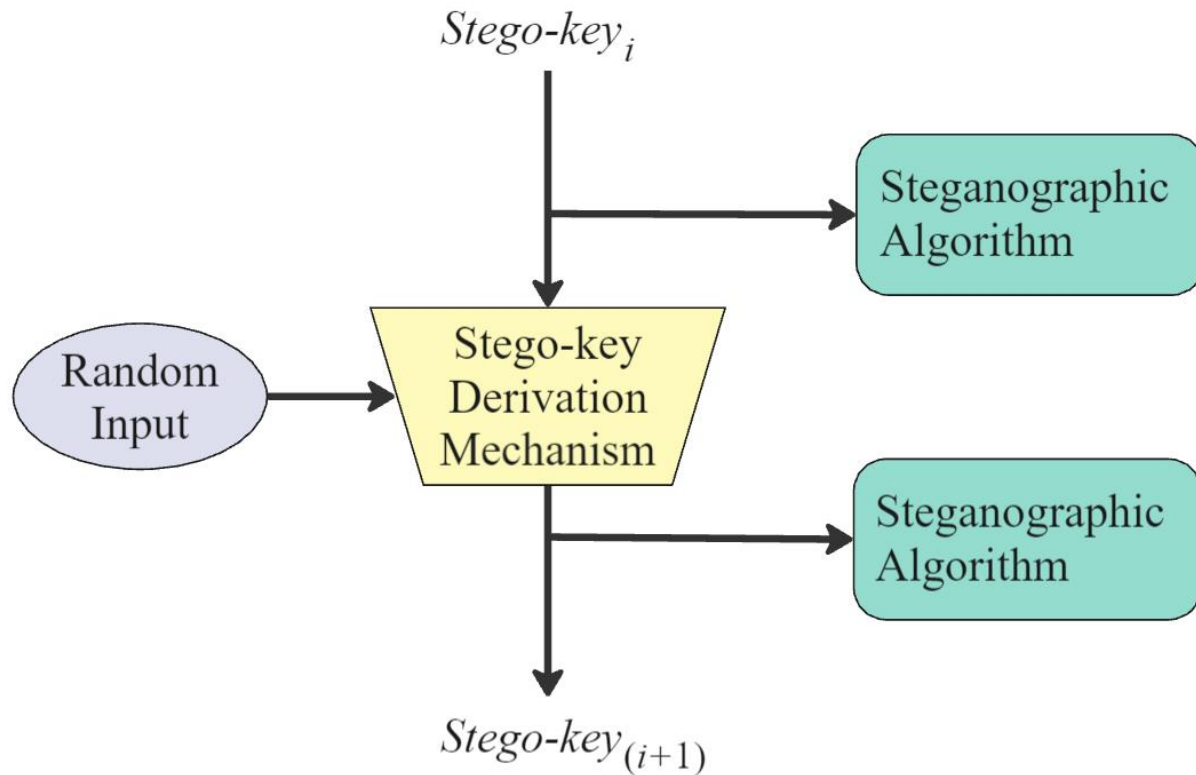 Stego-key_i
Steganographic
Algorithm
Random
Input
Stego-key
Derivation
Mechanism
Steganographic
Algorithm
Stego-key_(i+1)